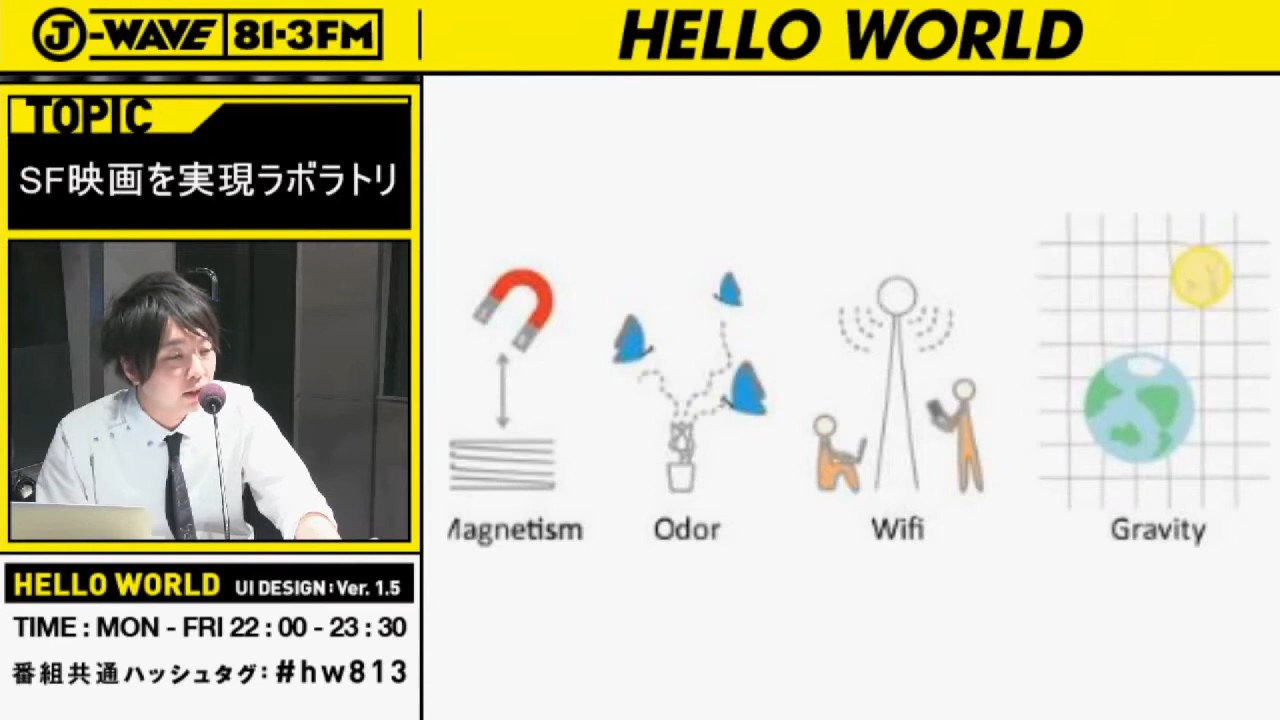 J-WAVE 81.3FM
HELLO WORLD
TOPIC
SF映画を実現ラボラトリ
HELLO WORLD UI DESIGN:Ver. 1.5
TIME : MON - FRI 22 : 00 - 23 : 30
番組共通ハッシュタグ: #hw813
Magnetism
Odor
Wifi
Gravity